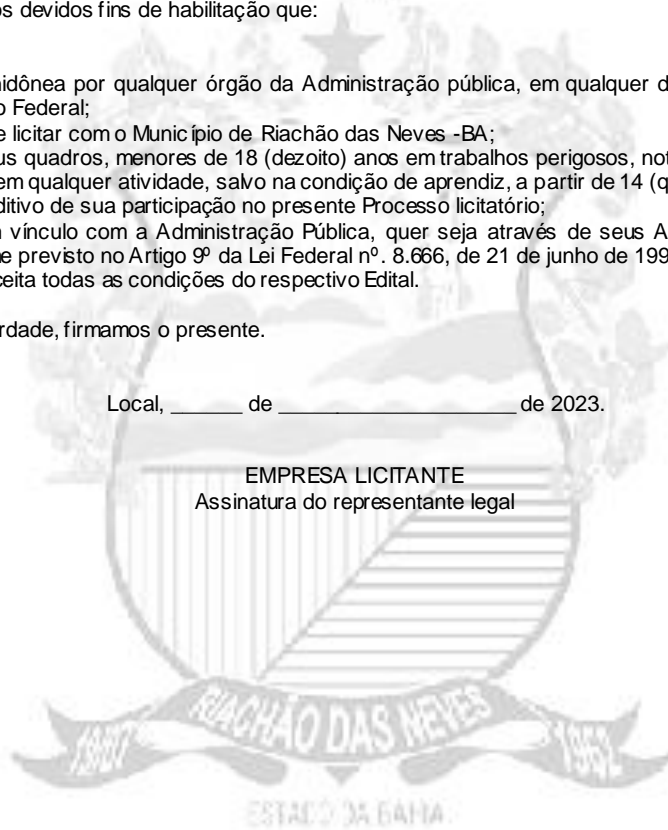 os devidos fins de habilitação que:
nidônea por qualquer órgão da Administração pública, em qualquer d
o Federal;
e licitar com o Município de Riachão das Neves -BA;
us quadros, menores de 18 (dezoito) anos em trabalhos perigosos, not
em qualquer atividade, salvo na condição de aprendiz, a partir de 14 (q
ditivo de sua participação no presente Processo licitatório;
vínculo com a Administração Pública, quer seja através de seus A
e previsto no Artigo 9º da Lei Federal nº. 8.666, de 21 de junho de 199
ceita todas as condições do respectivo Edital.
rdade, firmamos o presente.
Local, ______ de ____________________ de 2023.
EMPRESA LICITANTE
Assinatura do representante legal
RIACHÃO DAS NEVES
1962
ESTADO DA BAHIA